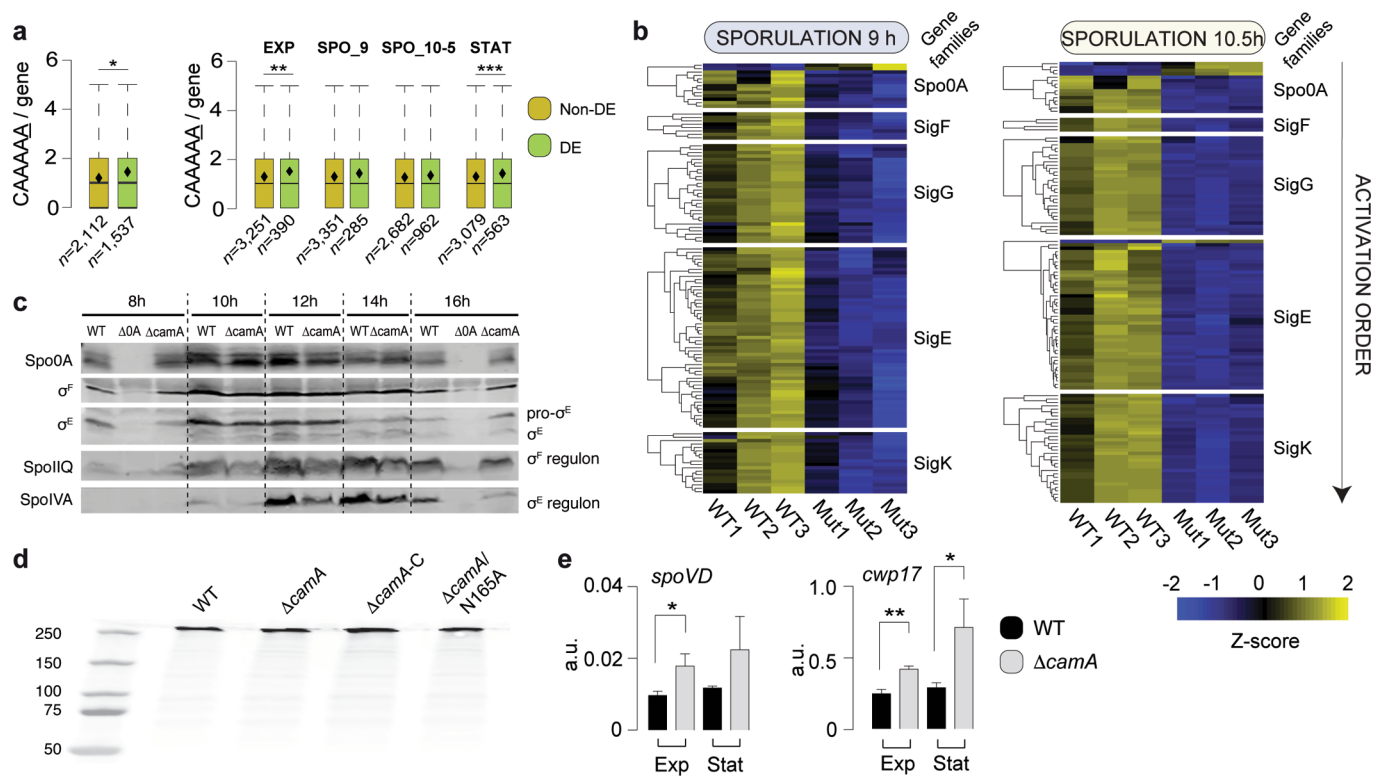 a
CAAAAA / gene
6
4
2
0
*
n=2,112
n=1,537
CAAAAA / gene
6
4
2
0
EXP
SPO_9
SPO_10-5
STAT
**
***
n=3,251
n=390
n=3,351
n=285
n=2,682
n=962
n=3,079
n=563
Non-DE
DE
b
SPORULATION 9 h
Gene families
Spo0A
SigF
SigG
SigE
SigK
WT1
WT2
WT3
Mut1
Mut2
Mut3
SPORULATION 10.5h
Gene families
Spo0A
SigF
SigG
SigE
SigK
WT1
WT2
WT3
Mut1
Mut2
Mut3
ACTIVATION ORDER
-2 -1 0 1 2
Z-score
c
8h 10h 12h 14h 16h
WT Δ0A ΔcamA WT ΔcamA WT ΔcamA WT ΔcamA WT Δ0A ΔcamA
Spo0A
σF
σE
pro-σE
σE
SpoIIQ
σF regulon
SpoIVA
σE regulon
d
WT
ΔcamA
ΔcamA-C
ΔcamA/
N165A
250
150
100
75
50
e
spoVD
a.u.
0.04
0.02
0
*
Exp
Stat
cwp17
a.u.
1.0
0.5
0
**
*
Exp
Stat
WT
ΔcamA